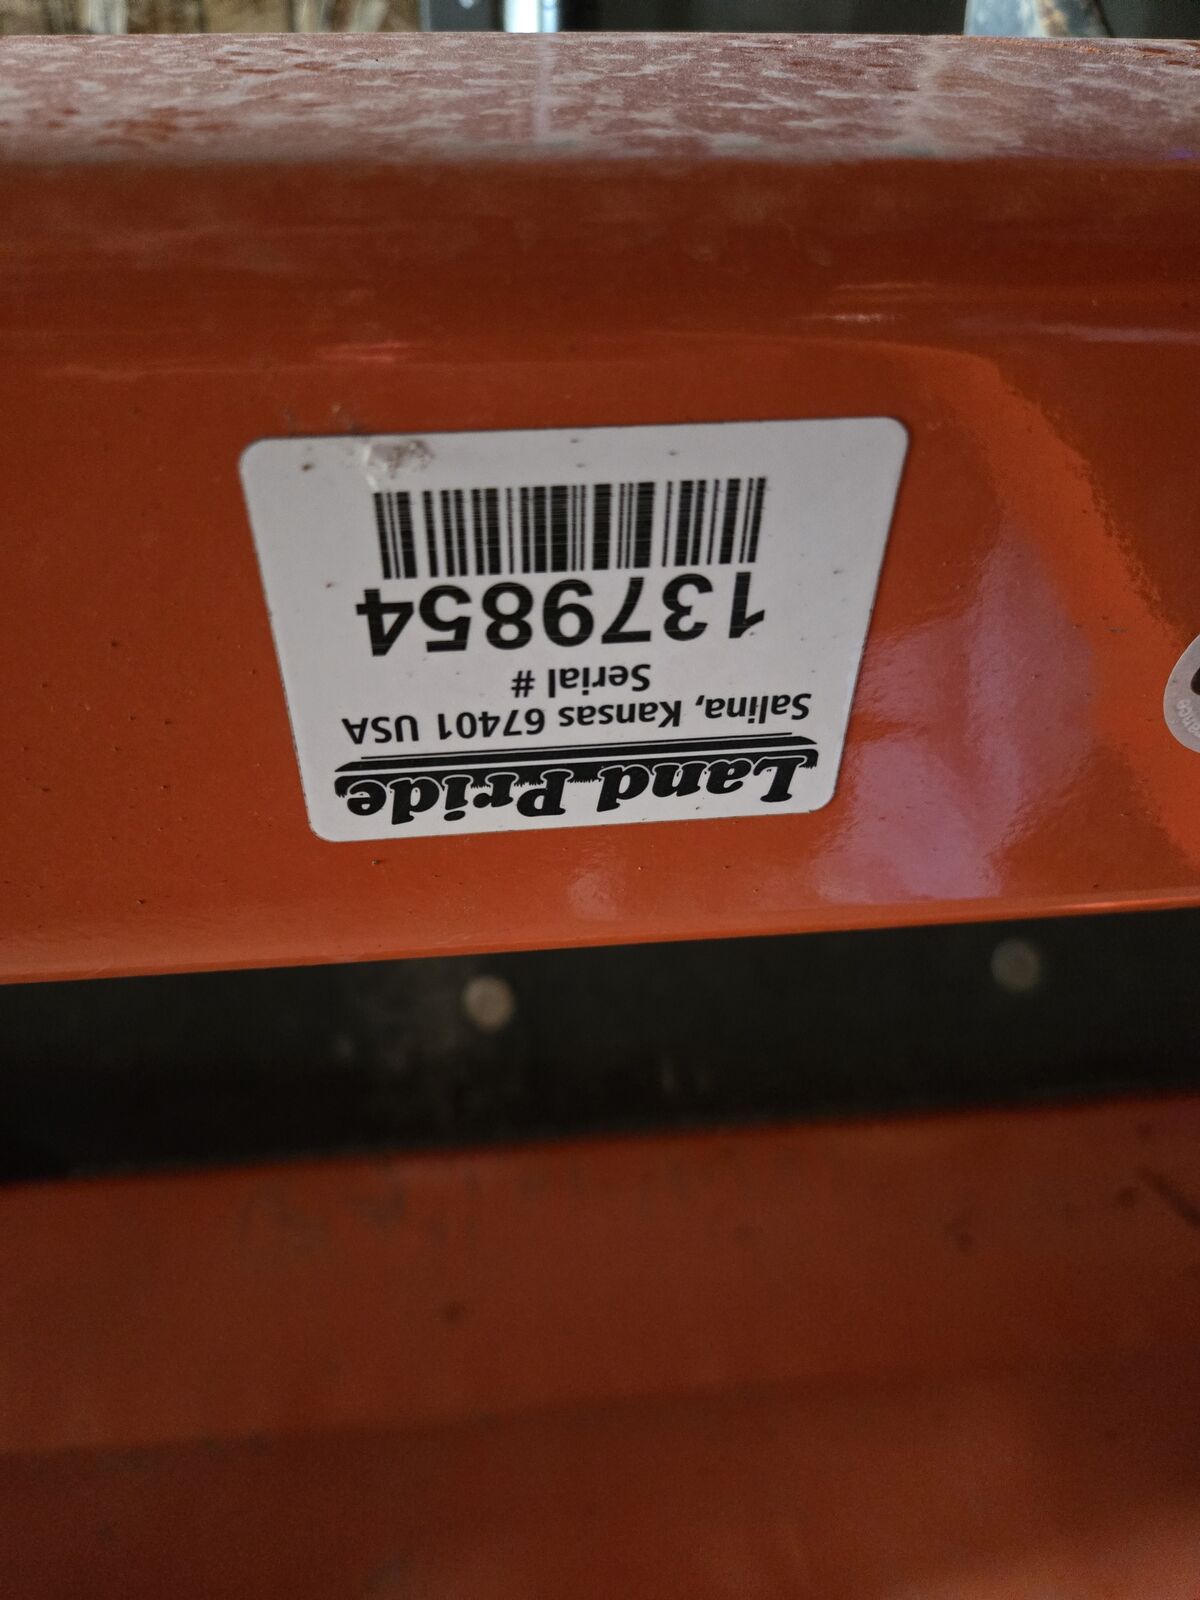 Land Pride
Salina, Kansas 67401 USA
Serial #
1379854